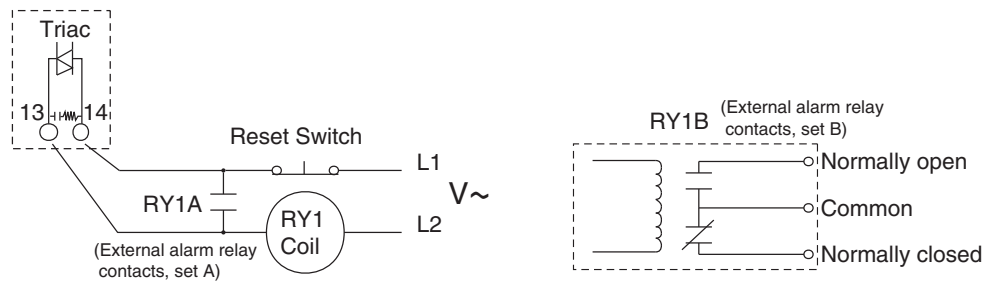 Triac
13
14
Reset Switch
L1
V~
RY1A
RY1
Coil
L2
(External alarm relay
contacts, set A)
RY1B
(External alarm relay
contacts, set B)
Normally open
Common
Normally closed